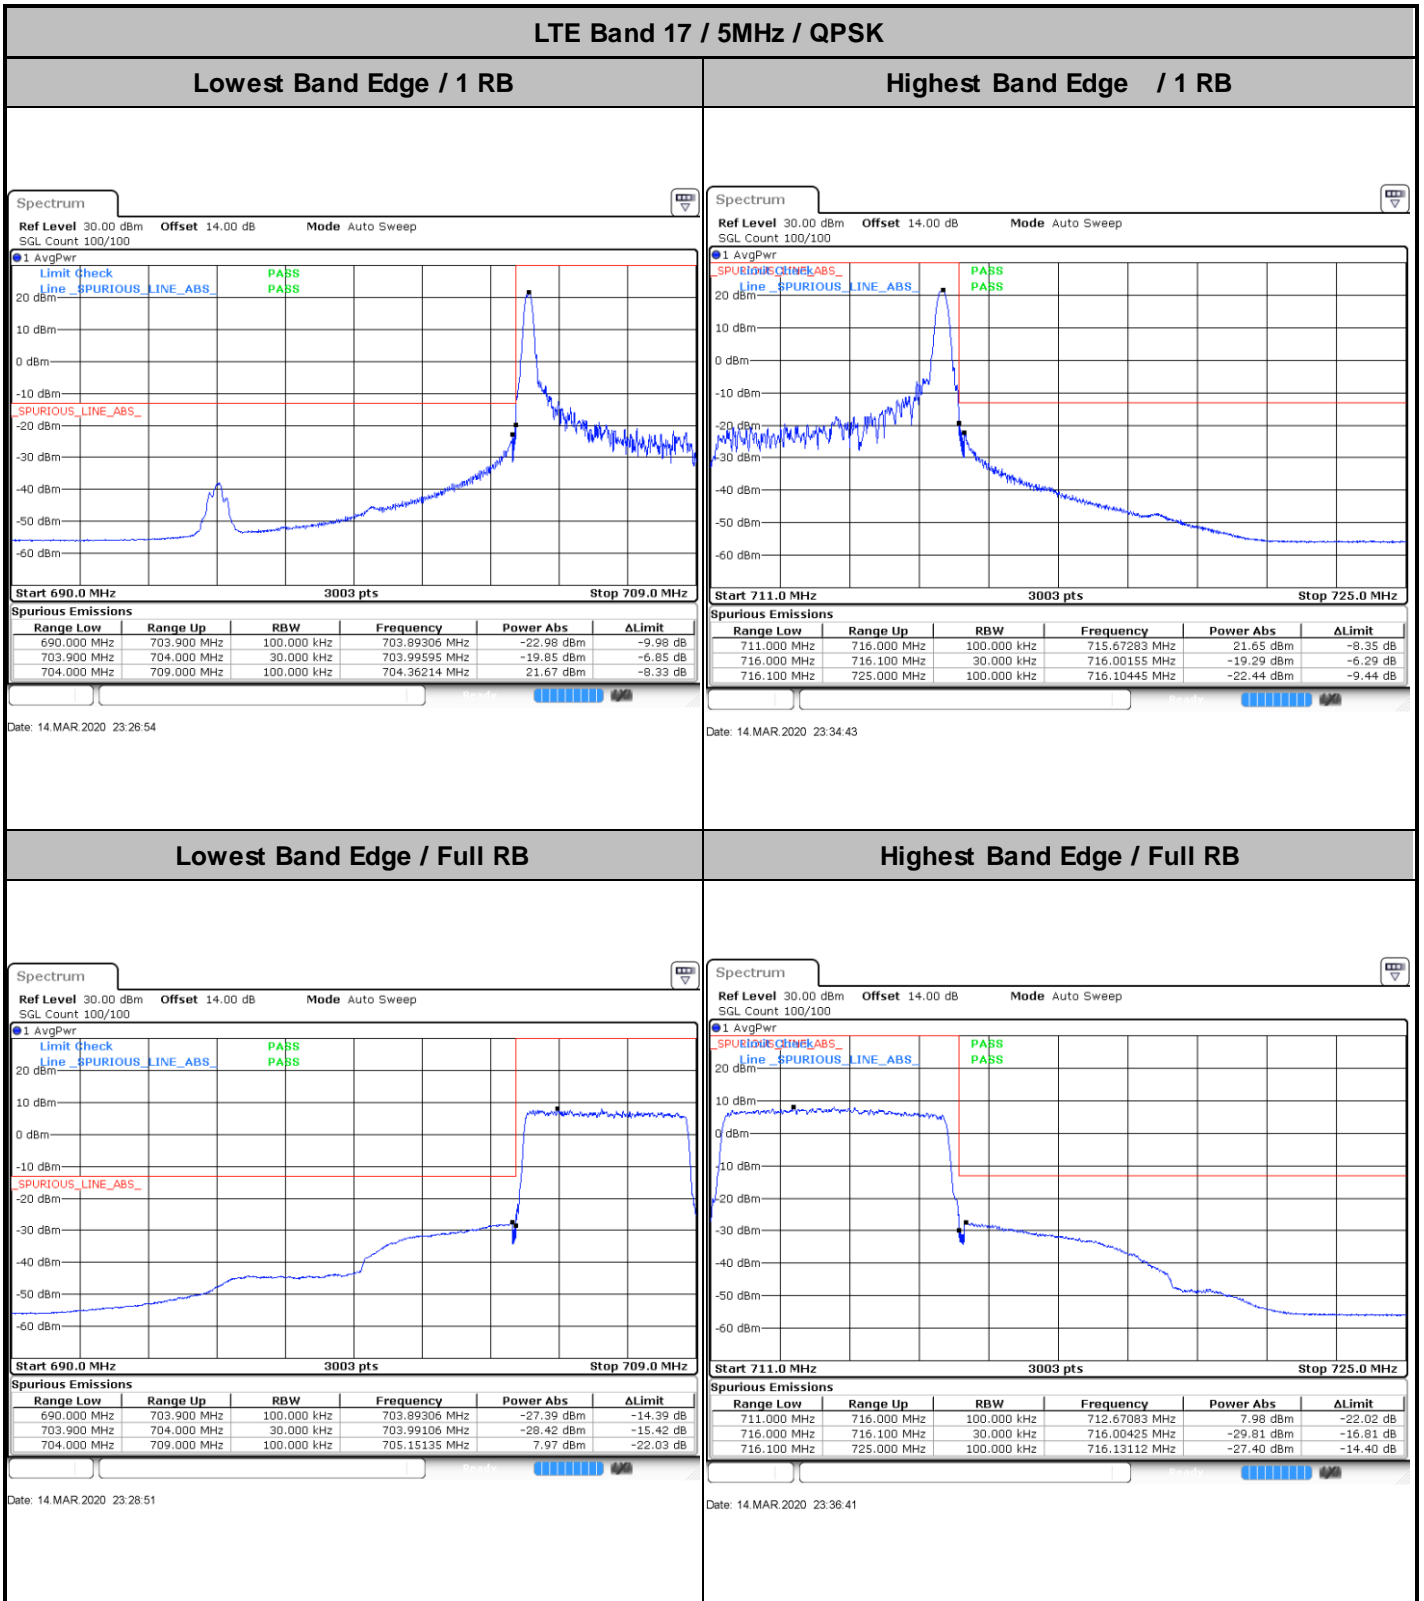 LTE Band 17 / 5MHz / QPSK
Lowest Band Edge / 1 RB
Highest Band Edge / 1 RB
Spectrum
Ref Level 30.00 dBm Offset 14.00 dB Mode Auto Sweep
SGL Count 100/100
1 AvgPwr
Limit Check PASS
Line _SPURIOUS_LINE_ABS_ PASS
20 dBm
10 dBm
0 dBm
-10 dBm
_SPURIOUS_LINE_ABS_
-20 dBm
-30 dBm
-40 dBm
-50 dBm
-60 dBm
Start 690.0 MHz 3003 pts Stop 709.0 MHz
Spurious Emissions
Range Low Range Up RBW Frequency Power Abs ΔLimit
690.000 MHz 703.900 MHz 100.000 kHz 703.89306 MHz -22.98 dBm -9.98 dB
703.900 MHz 704.000 MHz 30.000 kHz 703.99595 MHz -19.85 dBm -6.85 dB
704.000 MHz 709.000 MHz 100.000 kHz 704.36214 MHz 21.67 dBm -8.33 dB
Ready
Date: 14.MAR.2020 23:26:54
Spectrum
Ref Level 30.00 dBm Offset 14.00 dB Mode Auto Sweep
SGL Count 100/100
1 AvgPwr
_SPURIOUS_LINE_ABS_
Limit Check PASS
Line _SPURIOUS_LINE_ABS_ PASS
20 dBm
10 dBm
0 dBm
-10 dBm
-20 dBm
-30 dBm
-40 dBm
-50 dBm
-60 dBm
Start 711.0 MHz 3003 pts Stop 725.0 MHz
Spurious Emissions
Range Low Range Up RBW Frequency Power Abs ΔLimit
711.000 MHz 716.000 MHz 100.000 kHz 715.67283 MHz 21.65 dBm -8.35 dB
716.000 MHz 716.100 MHz 30.000 kHz 716.00155 MHz -19.29 dBm -6.29 dB
716.100 MHz 725.000 MHz 100.000 kHz 716.10445 MHz -22.44 dBm -9.44 dB
Ready
Date: 14.MAR.2020 23:34:43
Lowest Band Edge / Full RB
Highest Band Edge / Full RB
Spectrum
Ref Level 30.00 dBm Offset 14.00 dB Mode Auto Sweep
SGL Count 100/100
1 AvgPwr
Limit Check PASS
Line _SPURIOUS_LINE_ABS_ PASS
20 dBm
10 dBm
0 dBm
-10 dBm
_SPURIOUS_LINE_ABS_
-20 dBm
-30 dBm
-40 dBm
-50 dBm
-60 dBm
Start 690.0 MHz 3003 pts Stop 709.0 MHz
Spurious Emissions
Range Low Range Up RBW Frequency Power Abs ΔLimit
690.000 MHz 703.900 MHz 100.000 kHz 703.89306 MHz -27.39 dBm -14.39 dB
703.900 MHz 704.000 MHz 30.000 kHz 703.99106 MHz -28.42 dBm -15.42 dB
704.000 MHz 709.000 MHz 100.000 kHz 705.15135 MHz 7.97 dBm -22.03 dB
Ready
Date: 14.MAR.2020 23:28:51
Spectrum
Ref Level 30.00 dBm Offset 14.00 dB Mode Auto Sweep
SGL Count 100/100
1 AvgPwr
_SPURIOUS_LINE_ABS_
Limit Check PASS
Line _SPURIOUS_LINE_ABS_ PASS
20 dBm
10 dBm
0 dBm
-10 dBm
-20 dBm
-30 dBm
-40 dBm
-50 dBm
-60 dBm
Start 711.0 MHz 3003 pts Stop 725.0 MHz
Spurious Emissions
Range Low Range Up RBW Frequency Power Abs ΔLimit
711.000 MHz 716.000 MHz 100.000 kHz 712.67083 MHz 7.98 dBm -22.02 dB
716.000 MHz 716.100 MHz 30.000 kHz 716.00425 MHz -29.81 dBm -16.81 dB
716.100 MHz 725.000 MHz 100.000 kHz 716.13112 MHz -27.40 dBm -14.40 dB
Ready
Date: 14.MAR.2020 23:36:41